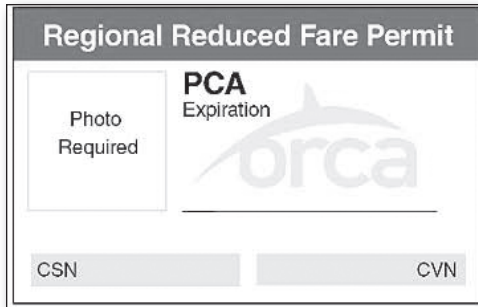 Regional Reduced Fare Permit
Photo
Required
PCA
Expiration
orca
CSN
CVN